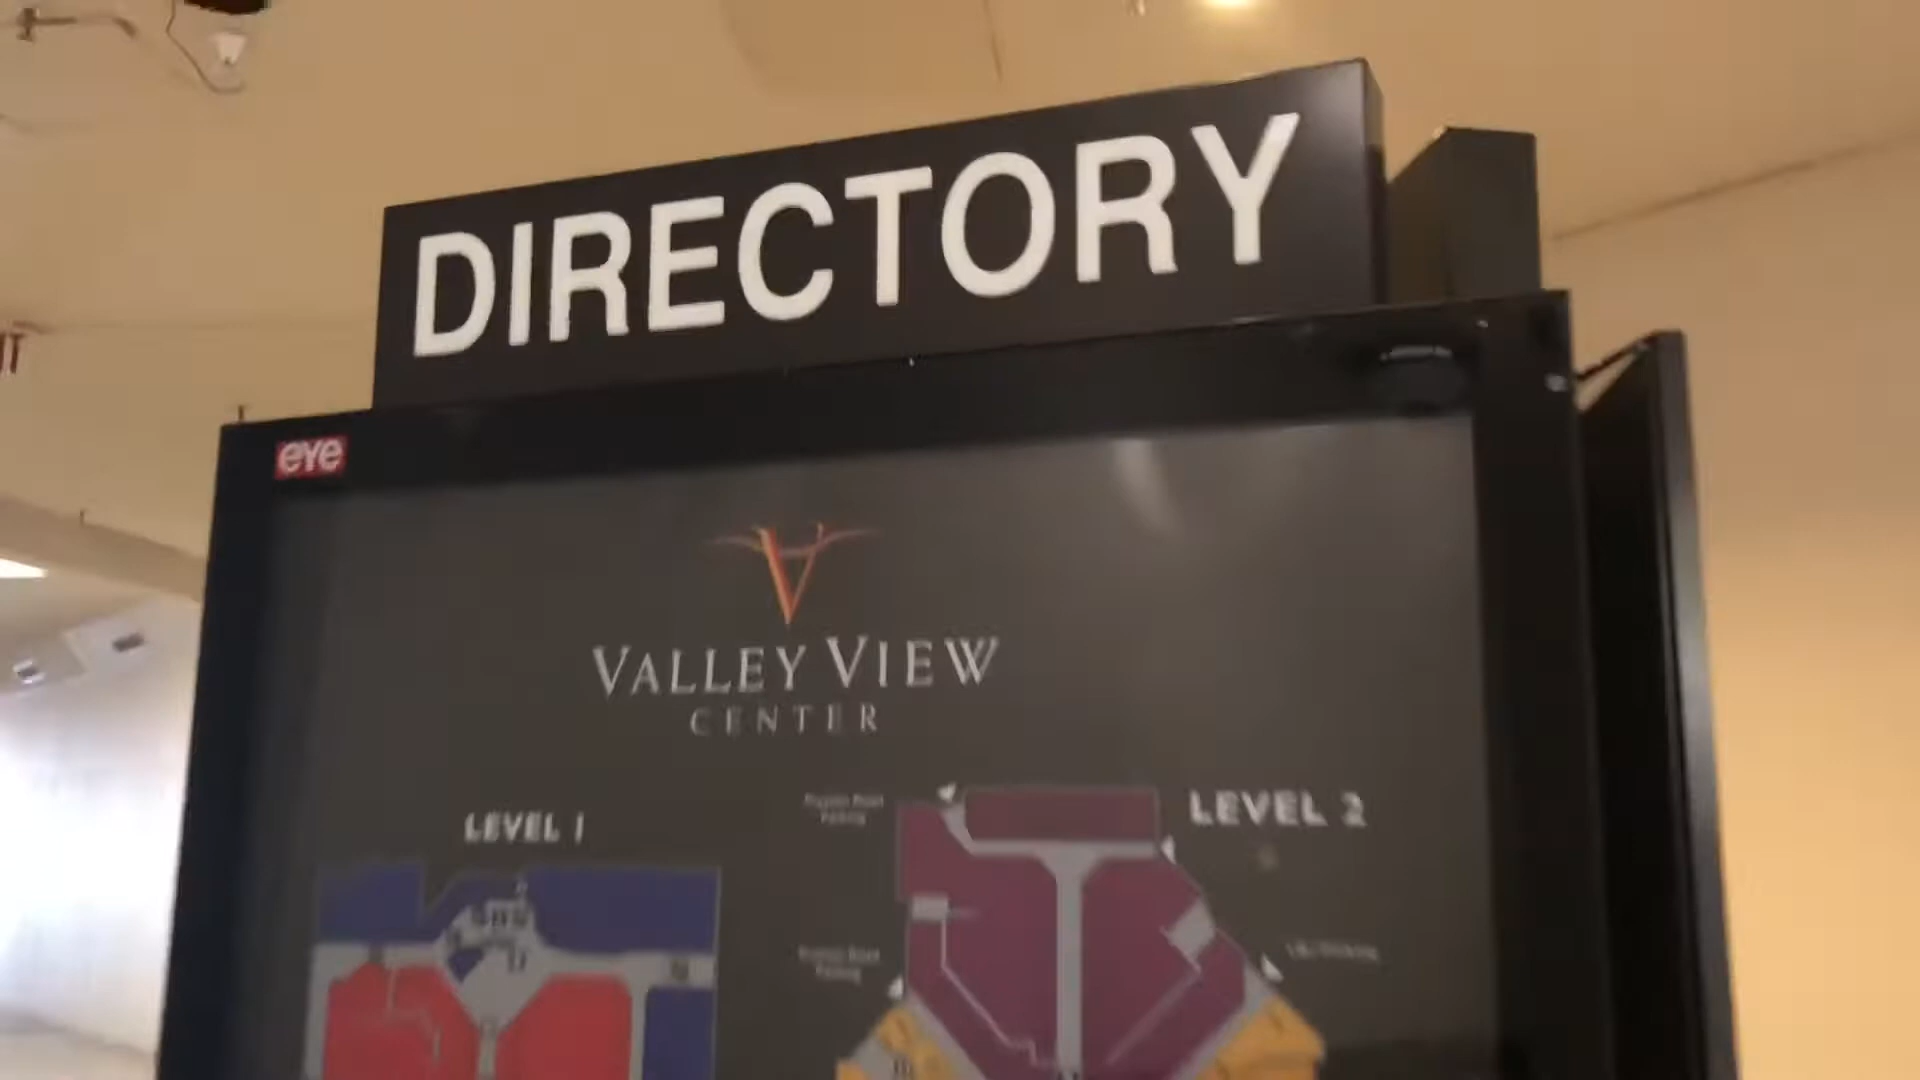 DIRECTORY
eye
VALLEY VIEW
CENTER
LEVEL 1
LEVEL 2